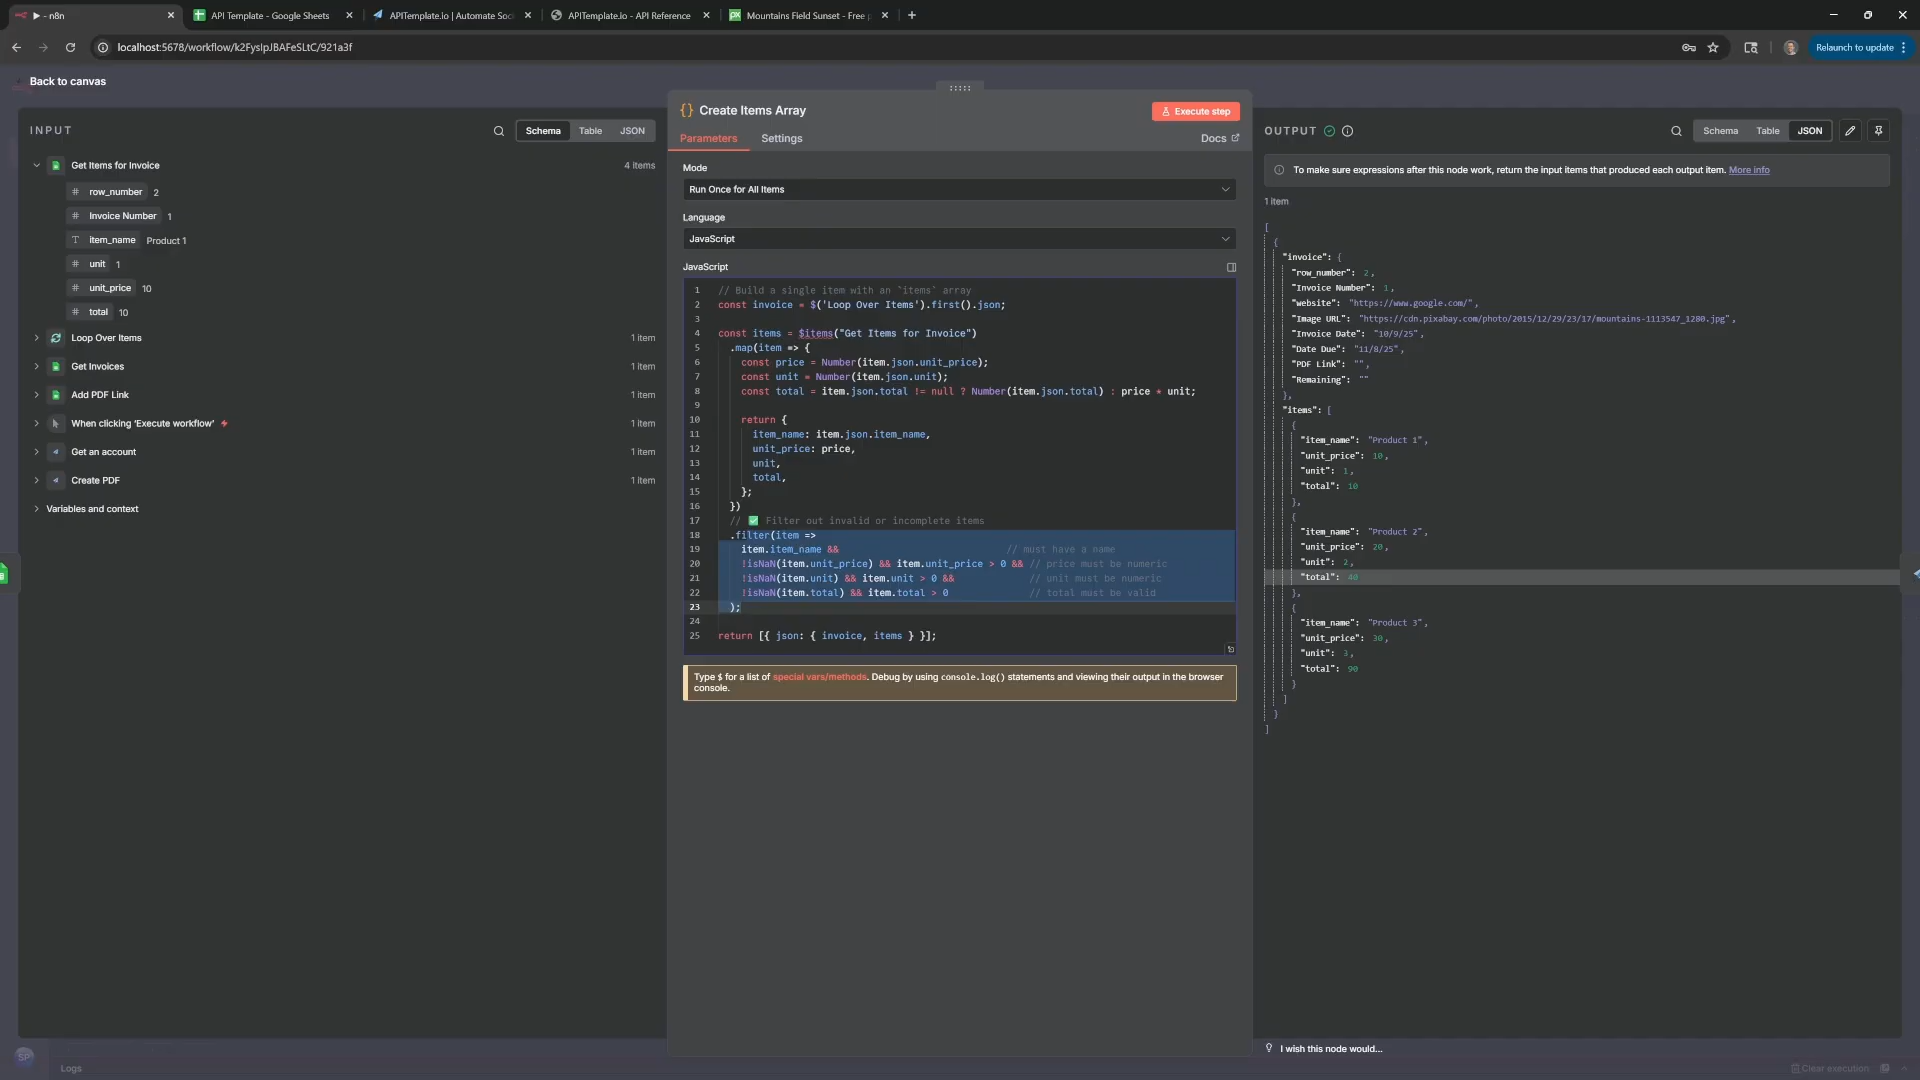 - n8n
API Template - Google Sheets
APITemplate.io | Automate Soc
APITemplate.io - API Reference
Mountains Field Sunset - Free p
localhost:5678/workflow/k2FysIpJBAFeSLtC/921a3f
Relaunch to update
Back to canvas
INPUT
Schema
Table
JSON
Get Items for Invoice
4 items
# row_number 2
# Invoice Number 1
T item_name Product 1
# unit 1
# unit_price 10
# total 10
Loop Over Items
1 item
Get Invoices
1 item
Add PDF Link
1 item
When clicking ‘Execute workflow’
1 item
Get an account
1 item
Create PDF
1 item
Variables and context
{} Create Items Array
Execute step
Parameters
Settings
Docs
Mode
Run Once for All Items
Language
JavaScript
JavaScript
1 // Build a single item with an `items` array
2 const invoice = $('Loop Over Items').first().json;
3
4 const items = $items("Get Items for Invoice")
5 .map(item => {
6 const price = Number(item.json.unit_price);
7 const unit = Number(item.json.unit);
8 const total = item.json.total != null ? Number(item.json.total) : price * unit;
9
10 return {
11 item_name: item.json.item_name,
12 unit_price: price,
13 unit,
14 total,
15 };
16 })
17 // ✅ Filter out invalid or incomplete items
18 .filter(item =>
19 item.item_name && // must have a name
20 !isNaN(item.unit_price) && item.unit_price > 0 && // price must be numeric
21 !isNaN(item.unit) && item.unit > 0 && // unit must be numeric
22 !isNaN(item.total) && item.total > 0 // total must be valid
23 );
24
25 return [{ json: { invoice, items } }];
Type $ for a list of special vars/methods. Debug by using console.log() statements and viewing their output in the browser
console.
OUTPUT
Schema
Table
JSON
To make sure expressions after this node work, return the input items that produced each output item. More info
1 item
[
{
"invoice": {
"row_number": 2,
"Invoice Number": 1,
"website": "https://www.google.com/",
"Image URL": "https://cdn.pixabay.com/photo/2015/12/29/23/17/mountains-1113547_1280.jpg",
"Invoice Date": "10/9/25",
"Date Due": "11/8/25",
"PDF Link": "",
"Remaining": ""
},
"items": [
{
"item_name": "Product 1",
"unit_price": 10,
"unit": 1,
"total": 10
},
{
"item_name": "Product 2",
"unit_price": 20,
"unit": 2,
"total": 40
},
{
"item_name": "Product 3",
"unit_price": 30,
"unit": 3,
"total": 90
}
]
}
]
I wish this node would...
SP
Logs
Clear execution